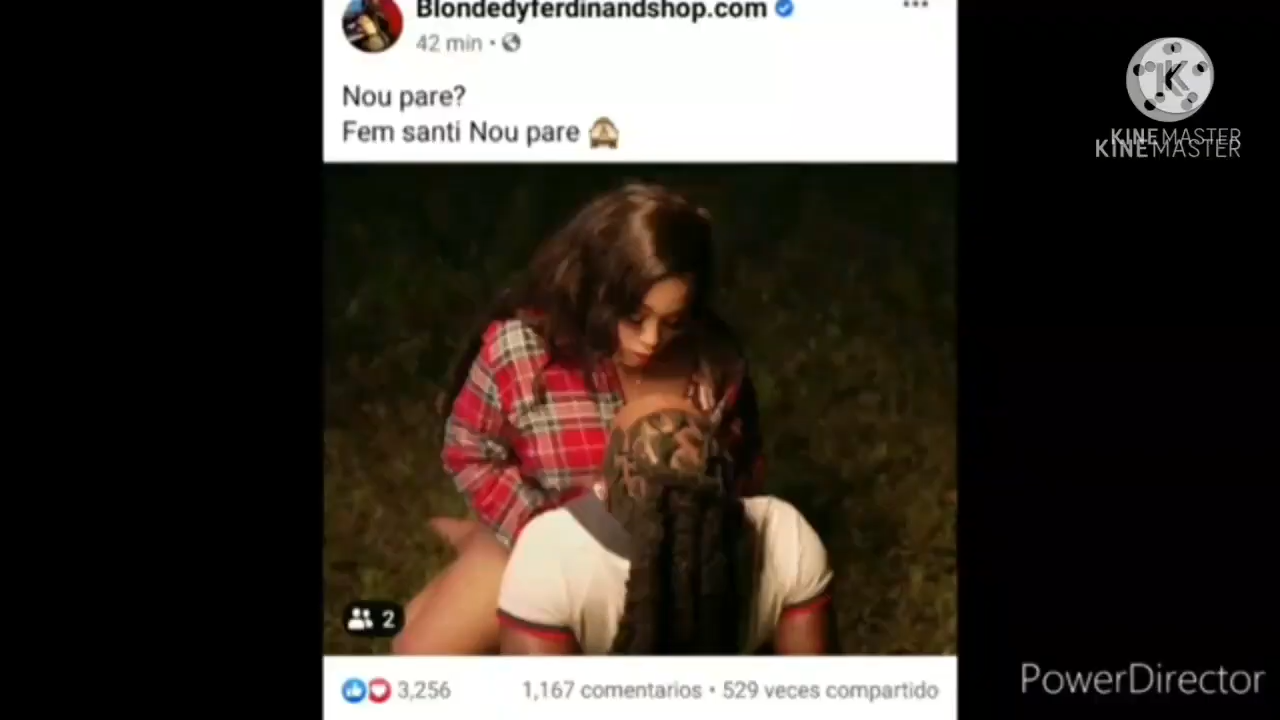 Blondedyferdinandshop.com
42 min
Nou pare?
Fem santi Nou pare
2
3,256
1,167 comentarios • 529 veces compartido
K
KINEMASTER
KINEMASTER
PowerDirector